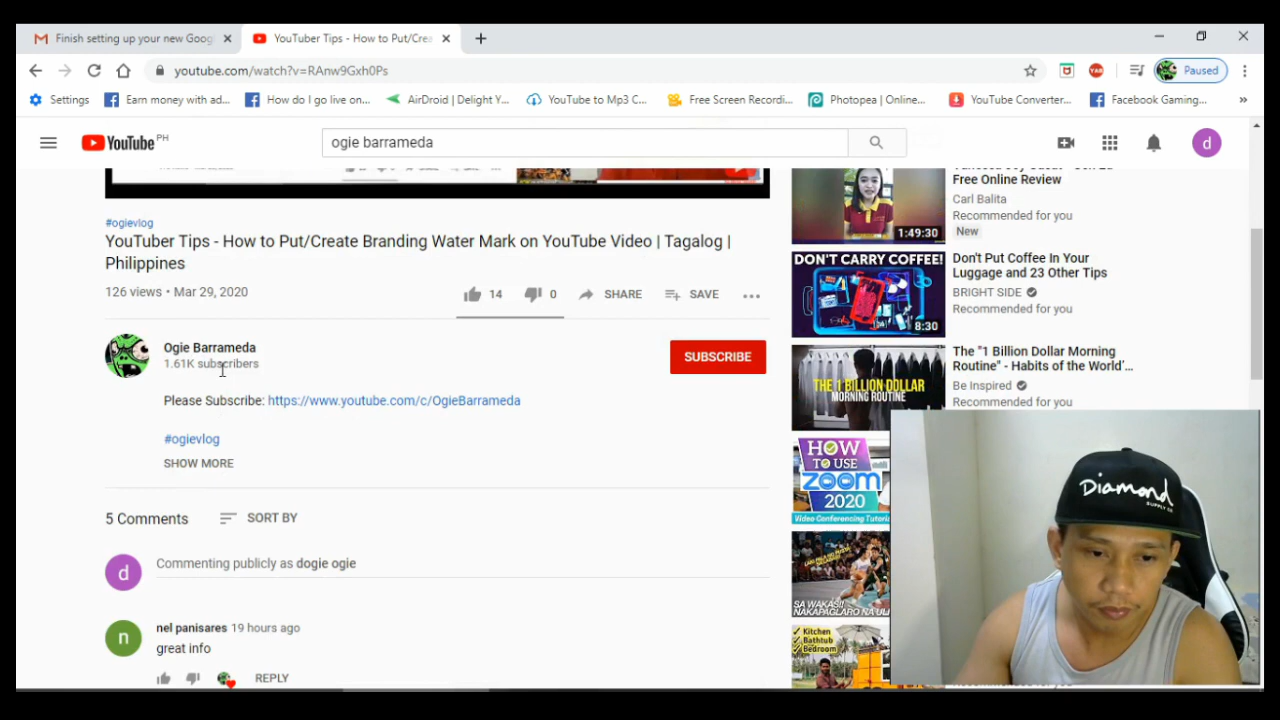 Finish setting up your new Goog
YouTuber Tips - How to Put/Crea
youtube.com/watch?v=RAnw9Gxh0Ps
Paused
Settings
Earn money with ad...
How do I go live on...
AirDroid | Delight Y...
YouTube to Mp3 C...
Free Screen Recordi...
Photopea | Online...
YouTube Converter...
Facebook Gaming...
YouTube PH
ogie barrameda
d
#ogievlog
YouTuber Tips - How to Put/Create Branding Water Mark on YouTube Video | Tagalog |
Philippines
126 views • Mar 29, 2020
14
0
SHARE
SAVE
Ogie Barrameda
1.61K subscribers
SUBSCRIBE
Please Subscribe: https://www.youtube.com/c/OgieBarrameda
#ogievlog
SHOW MORE
5 Comments
SORT BY
d
Commenting publicly as dogie ogie
n
nel panisares 19 hours ago
great info
REPLY
Free Online Review
Carl Balita
Recommended for you
New
1:49:30
DON'T CARRY COFFEE!
8:30
Don't Put Coffee In Your
Luggage and 23 Other Tips
BRIGHT SIDE
Recommended for you
THE 1 BILLION DOLLAR
MORNING ROUTINE
The "1 Billion Dollar Morning
Routine" - Habits of the World'...
Be Inspired
Recommended for you
HOW
TO USE
ZOOM
2020
Video Conferencing Tutoria
SA WAKAS!!
NAKAPAGLARO NA ULI
Kitchen
Bathtub
Bedroom
Diamond
SUPPLY CO